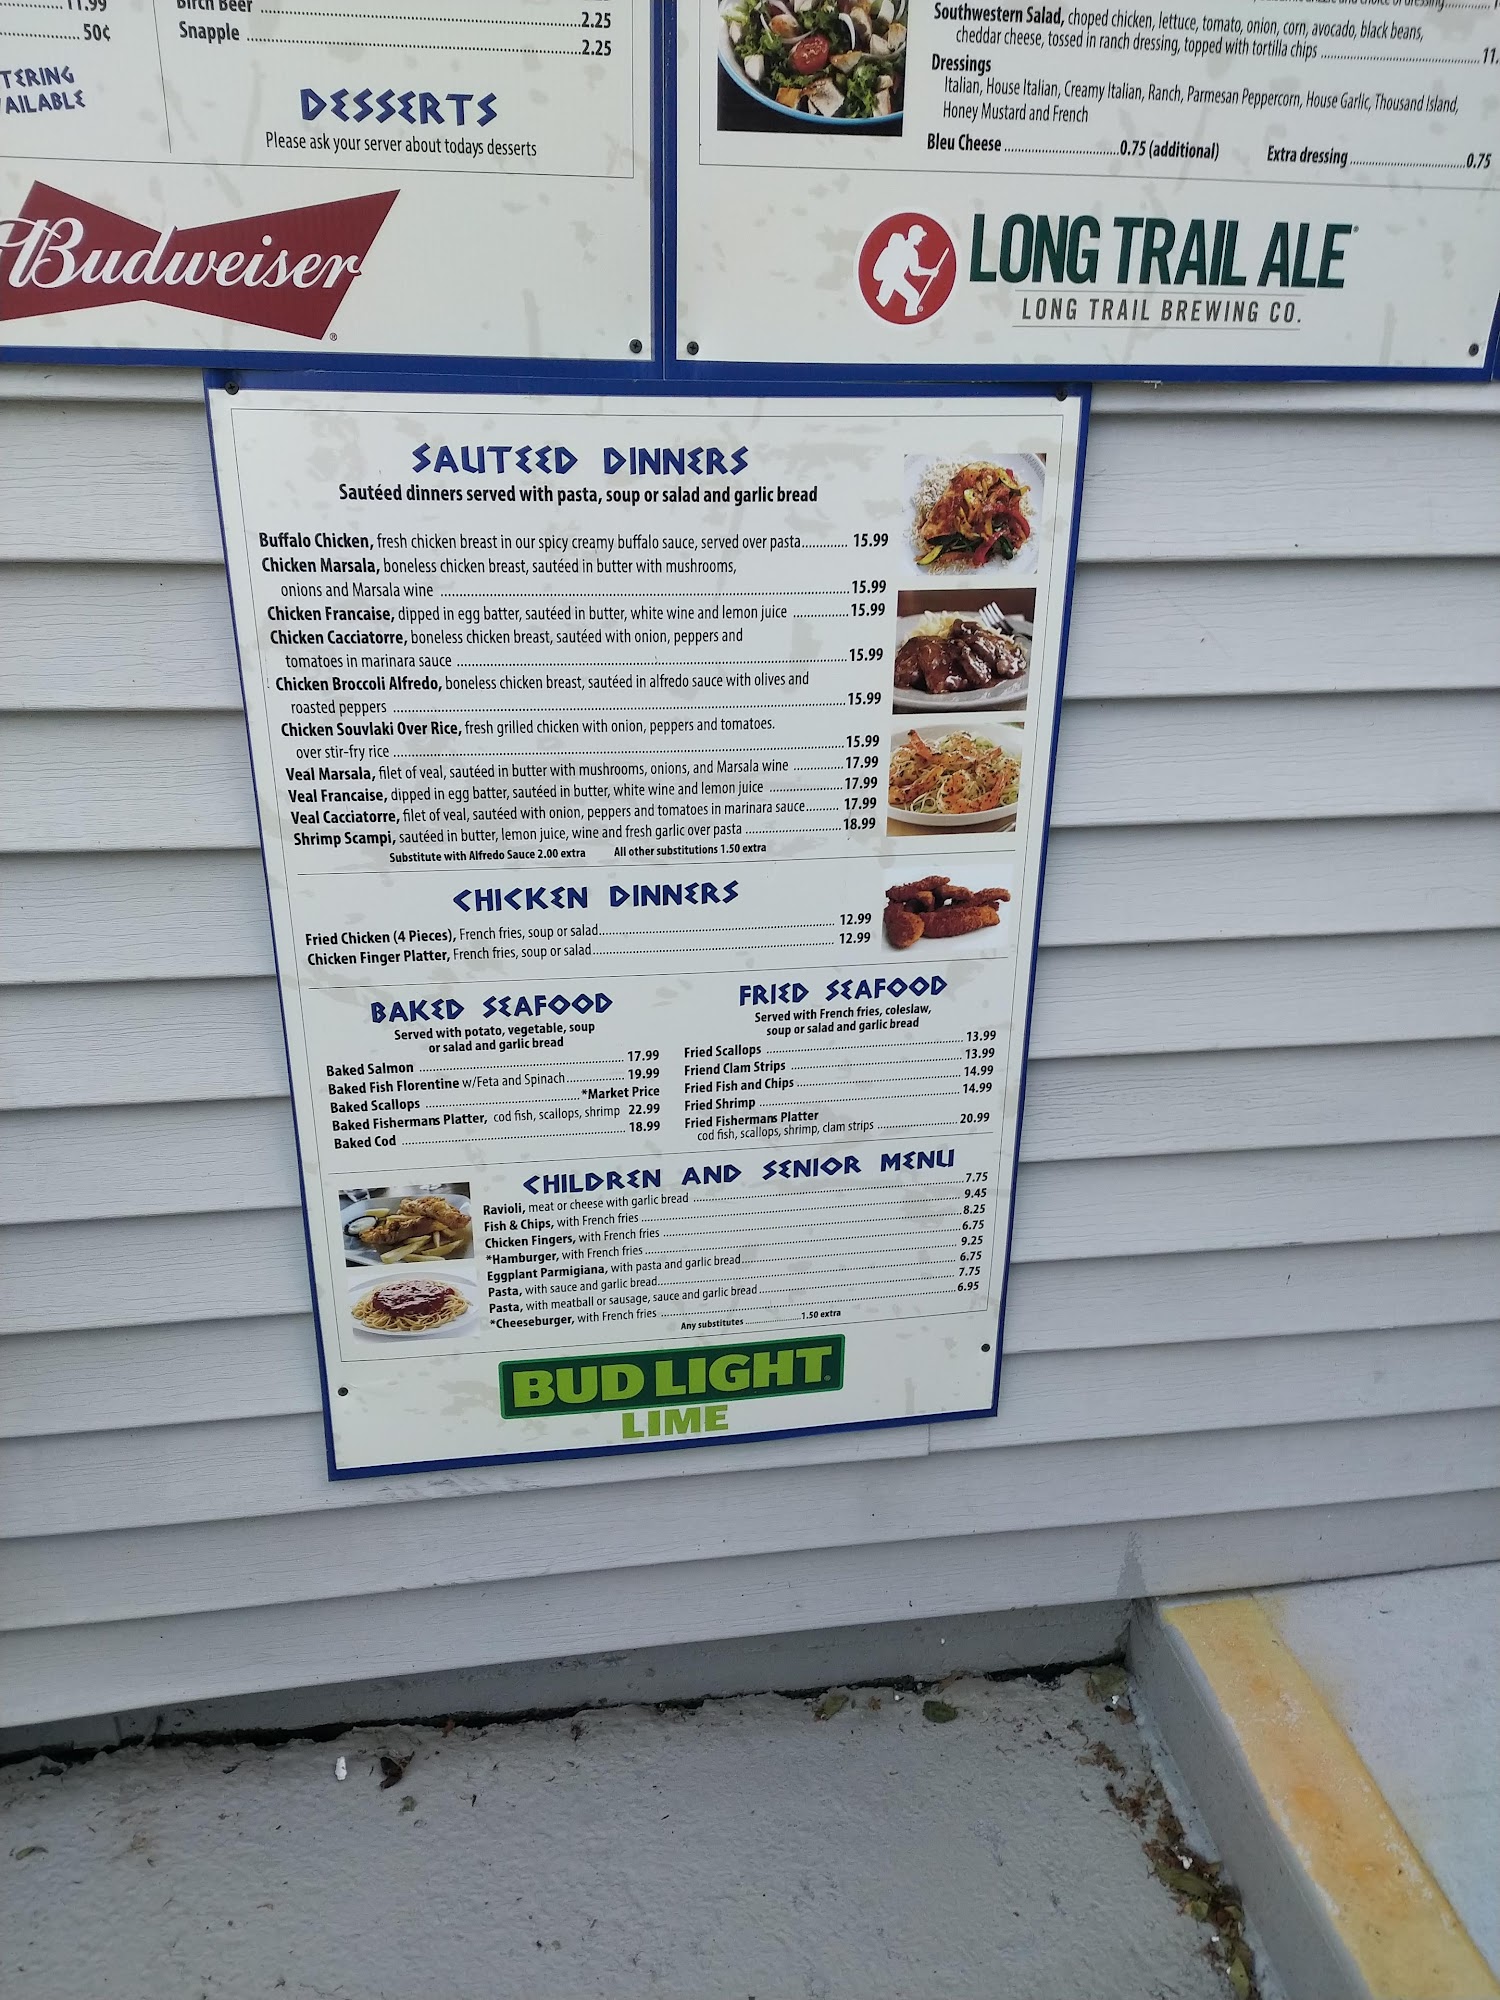 11.99
50¢
TERING
AILABLE
Birch Beer
2.25
Snapple 2.25
DESSERTS
Please ask your server about todays desserts
Budweiser
Southwestern Salad, choped chicken, lettuce, tomato, onion, corn, avocado, black beans,
cheddar cheese, tossed in ranch dressing, topped with tortilla chips 11.
Dressings
Italian, House Italian, Creamy Italian, Ranch, Parmesan Peppercorn, House Garlic, Thousand Island,
Honey Mustard and French
Bleu Cheese 0.75 (additional) Extra dressing 0.75
LONG TRAIL ALE
LONG TRAIL BREWING CO.
SAUTEED DINNERS
Sautéed dinners served with pasta, soup or salad and garlic bread
Buffalo Chicken, fresh chicken breast in our spicy creamy buffalo sauce, served over pasta 15.99
Chicken Marsala, boneless chicken breast, sautéed in butter with mushrooms,
onions and Marsala wine 15.99
Chicken Francaise, dipped in egg batter, sautéed in butter, white wine and lemon juice 15.99
Chicken Cacciatorre, boneless chicken breast, sautéed with onion, peppers and
tomatoes in marinara sauce 15.99
Chicken Broccoli Alfredo, boneless chicken breast, sautéed in alfredo sauce with olives and
roasted peppers 15.99
Chicken Souvlaki Over Rice, fresh grilled chicken with onion, peppers and tomatoes.
over stir-fry rice 15.99
Veal Marsala, filet of veal, sautéed in butter with mushrooms, onions, and Marsala wine 17.99
Veal Francaise, dipped in egg batter, sautéed in butter, white wine and lemon juice 17.99
Veal Cacciatorre, filet of veal, sautéed with onion, peppers and tomatoes in marinara sauce 17.99
Shrimp Scampi, sautéed in butter, lemon juice, wine and fresh garlic over pasta 18.99
Substitute with Alfredo Sauce 2.00 extra All other substitutions 1.50 extra
CHICKEN DINNERS
Fried Chicken (4 Pieces), French fries, soup or salad 12.99
Chicken Finger Platter, French fries, soup or salad 12.99
BAKED SEAFOOD
Served with potato, vegetable, soup
or salad and garlic bread
Baked Salmon 17.99
Baked Fish Florentine w/Feta and Spinach 19.99
Baked Scallops *Market Price
Baked Fishermans Platter, cod fish, scallops, shrimp 22.99
Baked Cod 18.99
FRIED SEAFOOD
Served with French fries, coleslaw,
soup or salad and garlic bread
Fried Scallops 13.99
Friend Clam Strips 13.99
Fried Fish and Chips 14.99
Fried Shrimp 14.99
Fried Fishermans Platter
cod fish, scallops, shrimp, clam strips 20.99
CHILDREN AND SENIOR MENU
Ravioli, meat or cheese with garlic bread 7.75
Fish & Chips, with French fries 9.45
Chicken Fingers, with French fries 8.25
*Hamburger, with French fries 6.75
Eggplant Parmigiana, with pasta and garlic bread 9.25
Pasta, with sauce and garlic bread 6.75
Pasta, with meatball or sausage, sauce and garlic bread 7.75
*Cheeseburger, with French fries 6.95
Any substitutes 1.50 extra
BUD LIGHT
LIME